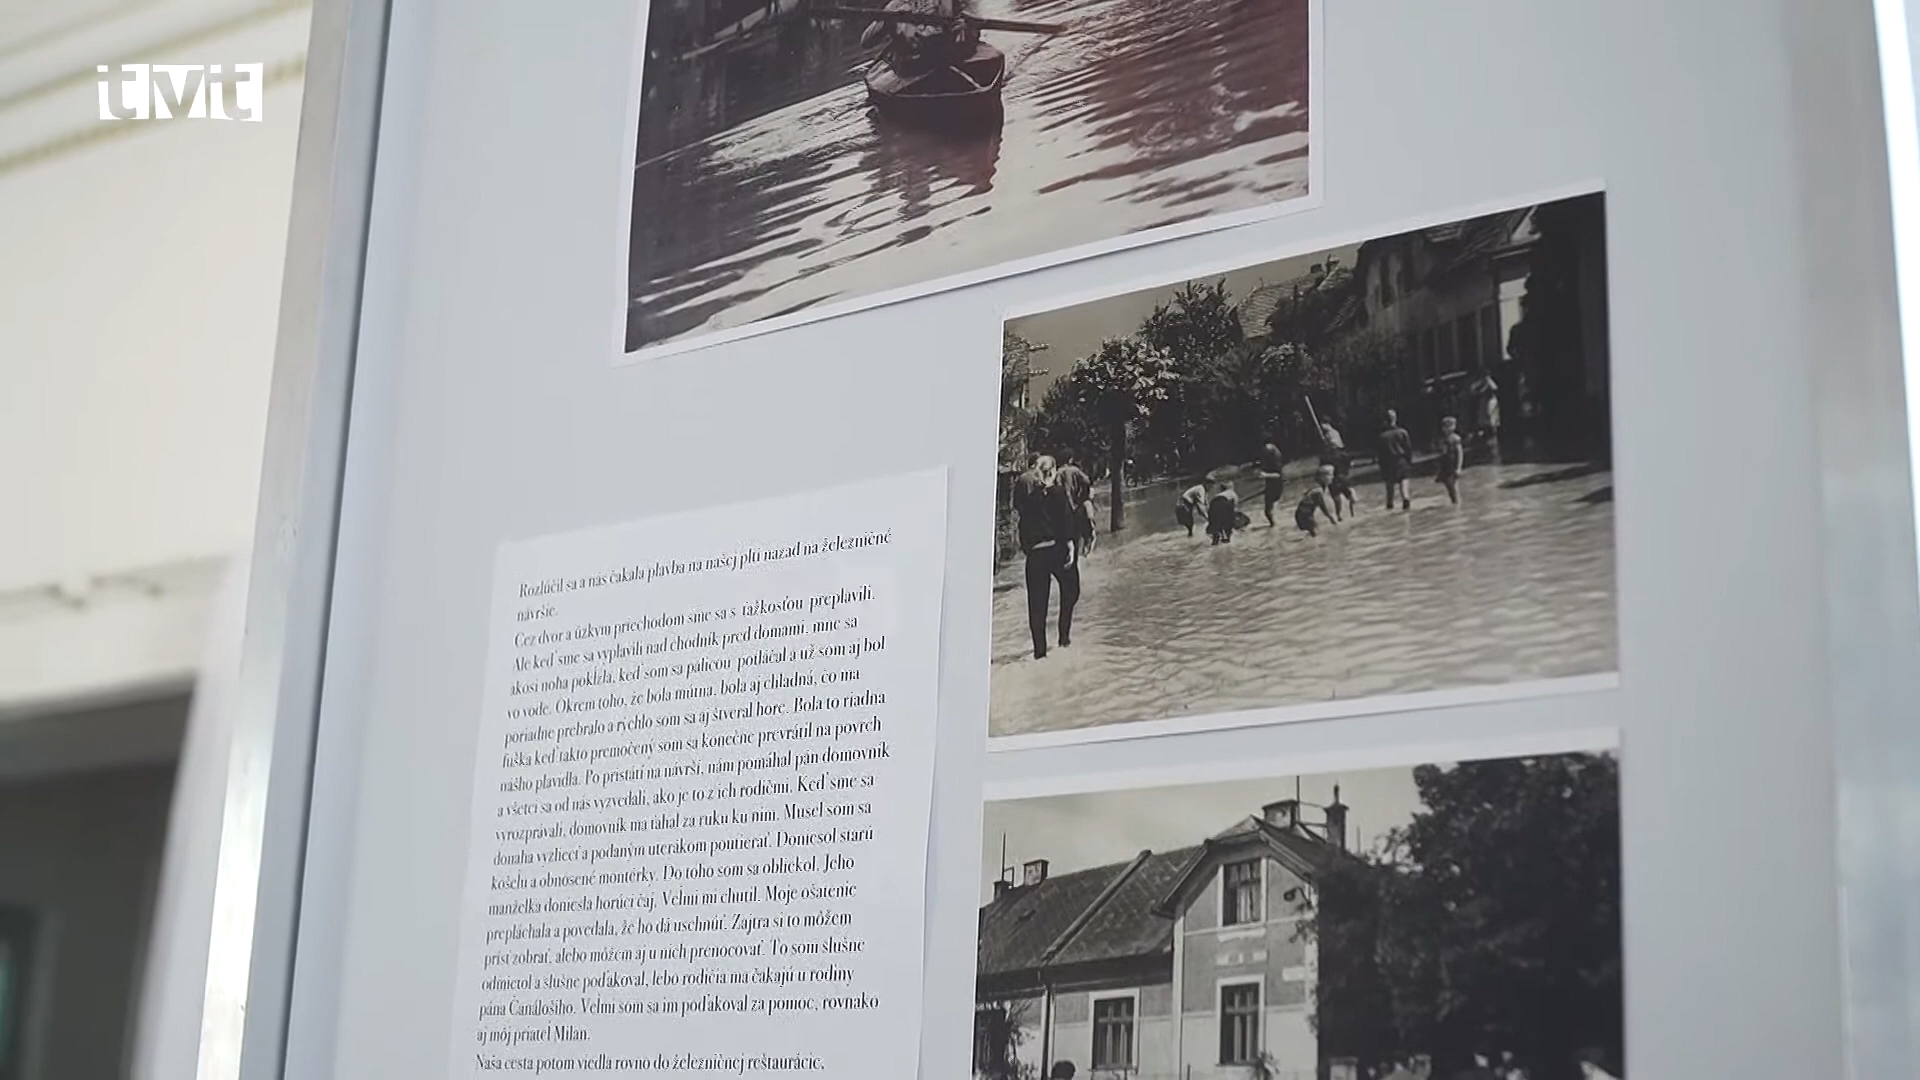 itvit
Rozlúčil sa a nás čakala plavba na našej plti nazad na železničné
návršie.
Cez dvor a úzkym priechodom sme sa s ťažkosťou preplavili.
Ale keď sme sa vyplavili nad chodník pred domami, mne sa
akosi noha pokĺzla, keď som sa palicou potláčal a už som aj bol
vo vode. Okrem toho, že bola mútna, bola aj chladná, čo ma
poriadne prebralo a rýchlo som sa aj štveral hore. Bola to riadna
fuška keď takto premočený som sa konečne prevrátil na povrch
nášho plavidla. Po pristátí na návrší, nám pomáhal pán domovník
a všetci sa od nás vyzvedali, ako je to z ich rodičmi. Keď sme sa
vyrozprávali, domovník ma ťahal za ruku ku nim. Musel som sa
donaha vyzliecť a podaným uterákom poutierať. Doniesol starú
košeľu a obnosené montérky. Do toho som sa obliekol. Jeho
manželka doniesla horúci čaj. Veľmi mi chutil. Moje ošatenie
prepláchala a povedala, že ho dá uschnúť. Zajtra si to môžem
prísť zobrať, alebo môžem aj u nich prenocovať. To som slušne
odmietol a slušne poďakoval, lebo rodičia ma čakajú u rodiny
pána Čanálošiho. Veľmi som sa im poďakoval za pomoc, rovnako
aj môj priateľ Milan.
Naša cesta potom viedla rovno do železničnej reštaurácie,